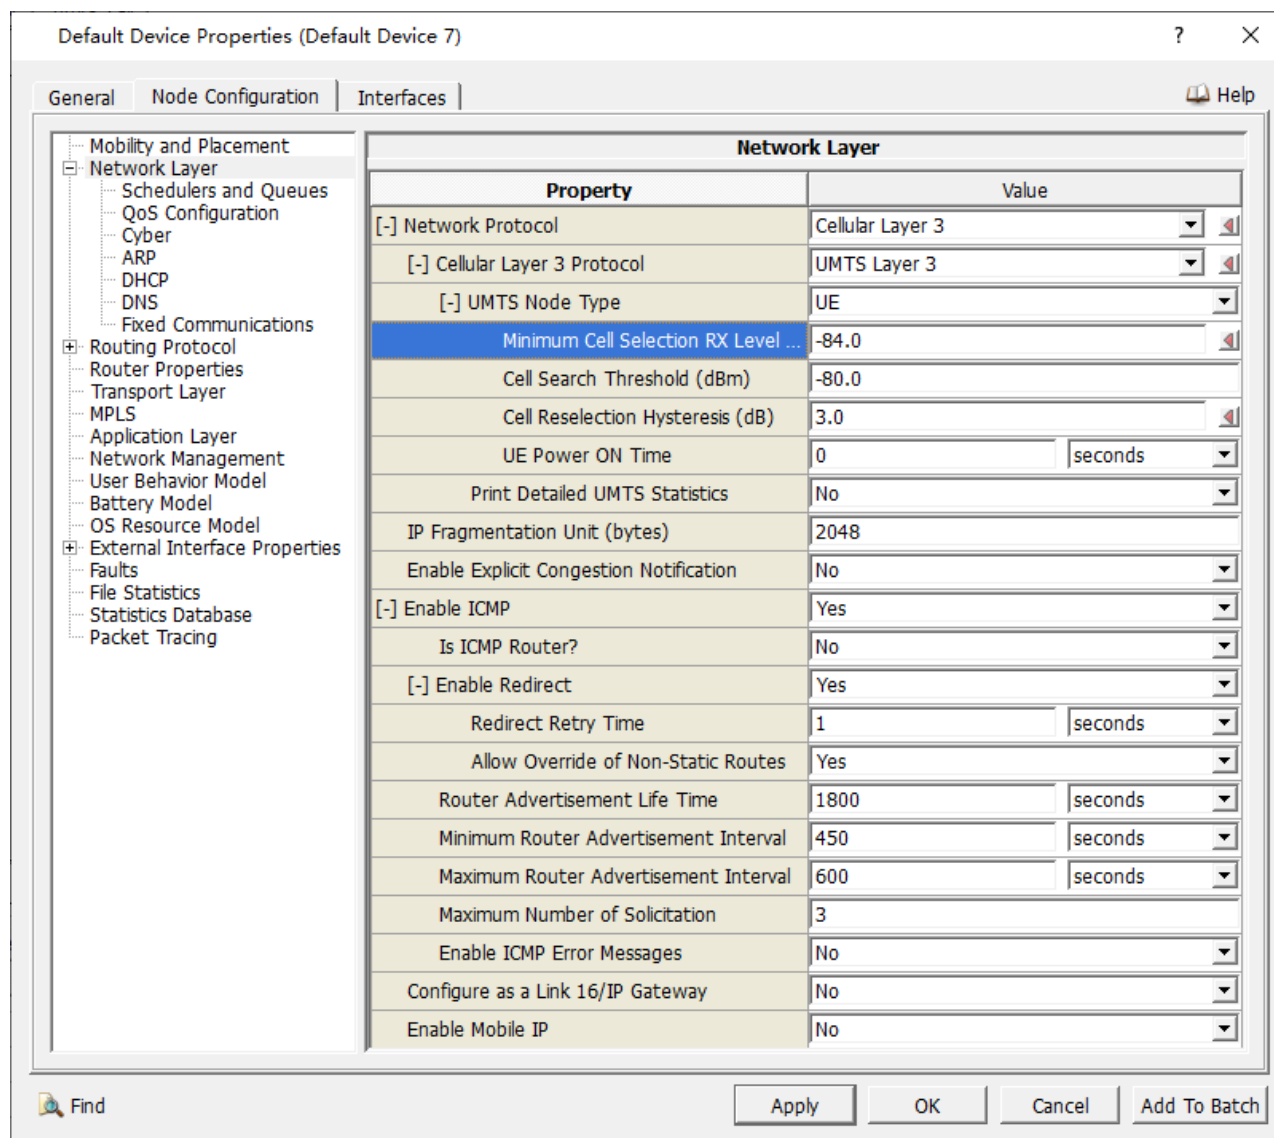 Default Device Properties (Default Device 7) ?
General Node Configuration Interfaces Help
Mobility and Placement
Network Layer
Schedulers and Queues
QoS Configuration
Cyber
ARP
DHCP
DNS
Fixed Communications
Routing Protocol
Router Properties
Transport Layer
MPLS
Application Layer
Network Management
User Behavior Model
Battery Model
OS Resource Model
External Interface Properties
Faults
File Statistics
Statistics Database
Packet Tracing
Network Layer
Property Value
[-] Network Protocol Cellular Layer 3
[-] Cellular Layer 3 Protocol UMTS Layer 3
[-] UMTS Node Type UE
Minimum Cell Selection RX Level ... -84.0
Cell Search Threshold (dBm) -80.0
Cell Reselection Hysteresis (dB) 3.0
UE Power ON Time 0 seconds
Print Detailed UMTS Statistics No
IP Fragmentation Unit (bytes) 2048
Enable Explicit Congestion Notification No
[-] Enable ICMP Yes
Is ICMP Router? No
[-] Enable Redirect Yes
Redirect Retry Time 1 seconds
Allow Override of Non-Static Routes Yes
Router Advertisement Life Time 1800 seconds
Minimum Router Advertisement Interval 450 seconds
Maximum Router Advertisement Interval 600 seconds
Maximum Number of Solicitation 3
Enable ICMP Error Messages No
Configure as a Link 16/IP Gateway No
Enable Mobile IP No
Find Apply OK Cancel Add To Batch